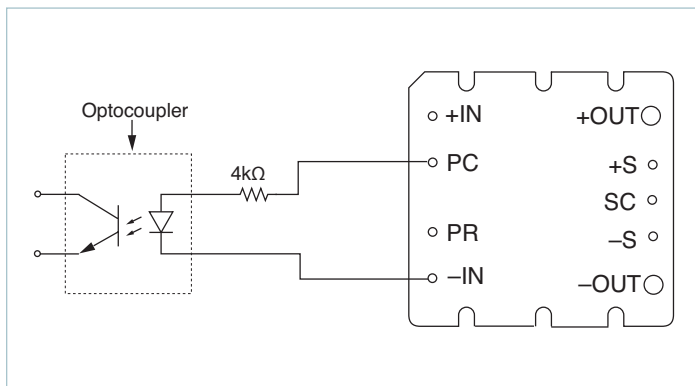 Optocoupler
4kΩ
+IN
PC
PR
–IN
+OUT
+S
SC
–S
–OUT